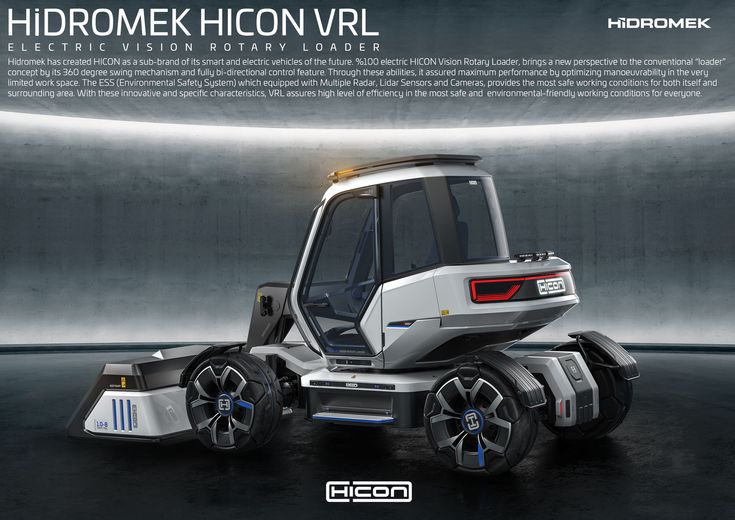 HiDROMEK HICON VRL
HiDROMEK
ELECTRIC VISION ROTARY LOADER
Hidromek has created HICON as a sub-brand of its smart and electric vehicles of the future. %100 electric HICON Vision Rotary Loader, brings a new perspective to the conventional "loader"
concept by its 360 degree swing mechanism and fully bi-directional control feature. Through these abilities, it assured maximum performance by optimizing manoeuvrability in the very
limited work space. The ESS (Environmental Safety System) which equipped with Multiple Radar, Lidar Sensors and Cameras, provides the most safe working conditions for both itself and
surrounding area. With these innovative and specific characteristics, VRL assures high level of efficiency in the most safe and environmental-friendly working conditions for everyone.
HICON
LD-8
HICON